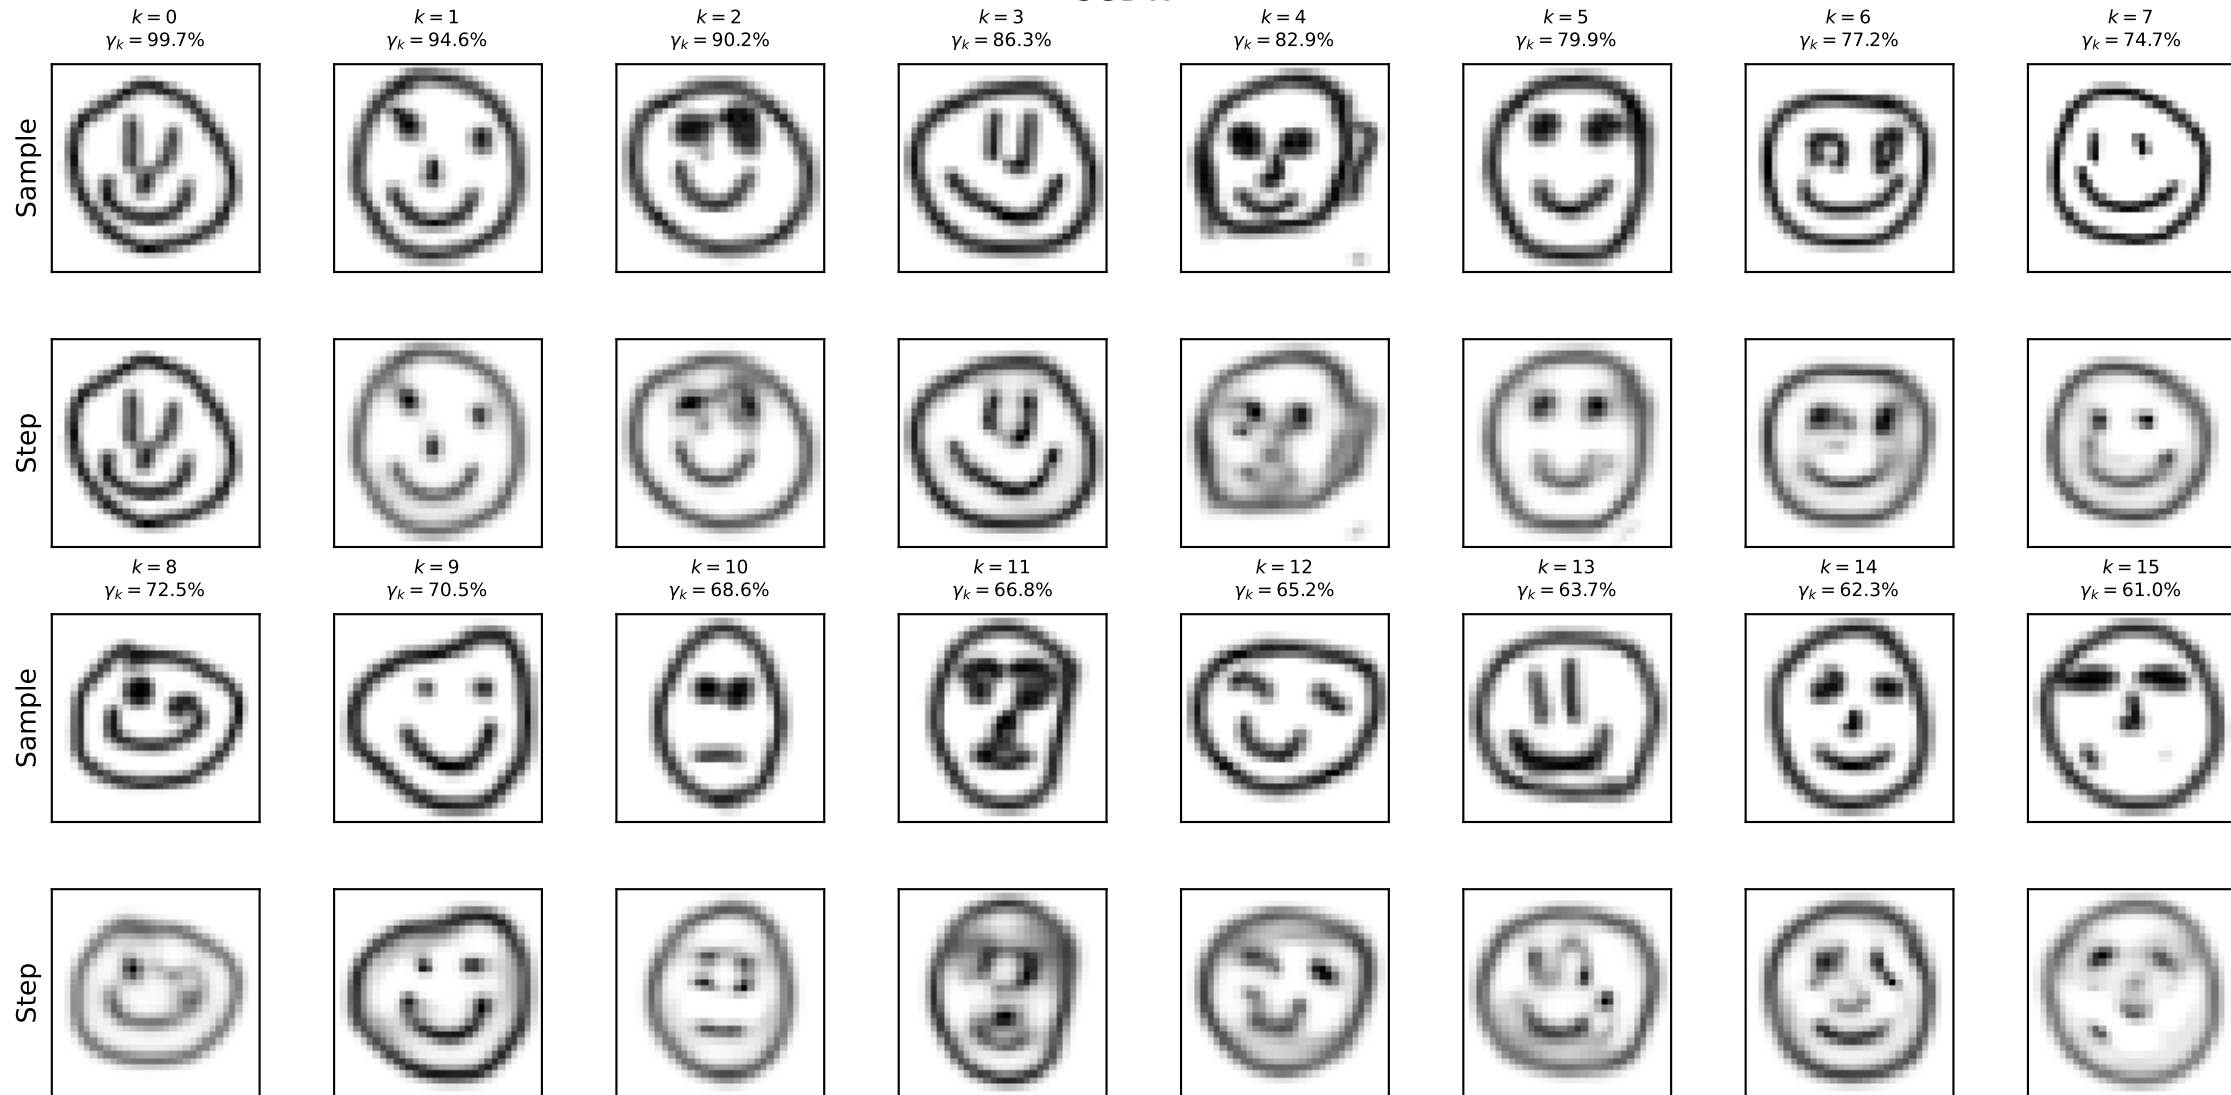 k = 0 k = 1 k = 2 k = 3 k = 4 k = 5 k = 6 k = 7
γₖ = 99.7% γₖ = 94.6% γₖ = 90.2% γₖ = 86.3% γₖ = 82.9% γₖ = 79.9% γₖ = 77.2% γₖ = 74.7%
Sample
Step
k = 8 k = 9 k = 10 k = 11 k = 12 k = 13 k = 14 k = 15
γₖ = 72.5% γₖ = 70.5% γₖ = 68.6% γₖ = 66.8% γₖ = 65.2% γₖ = 63.7% γₖ = 62.3% γₖ = 61.0%
Sample
Step